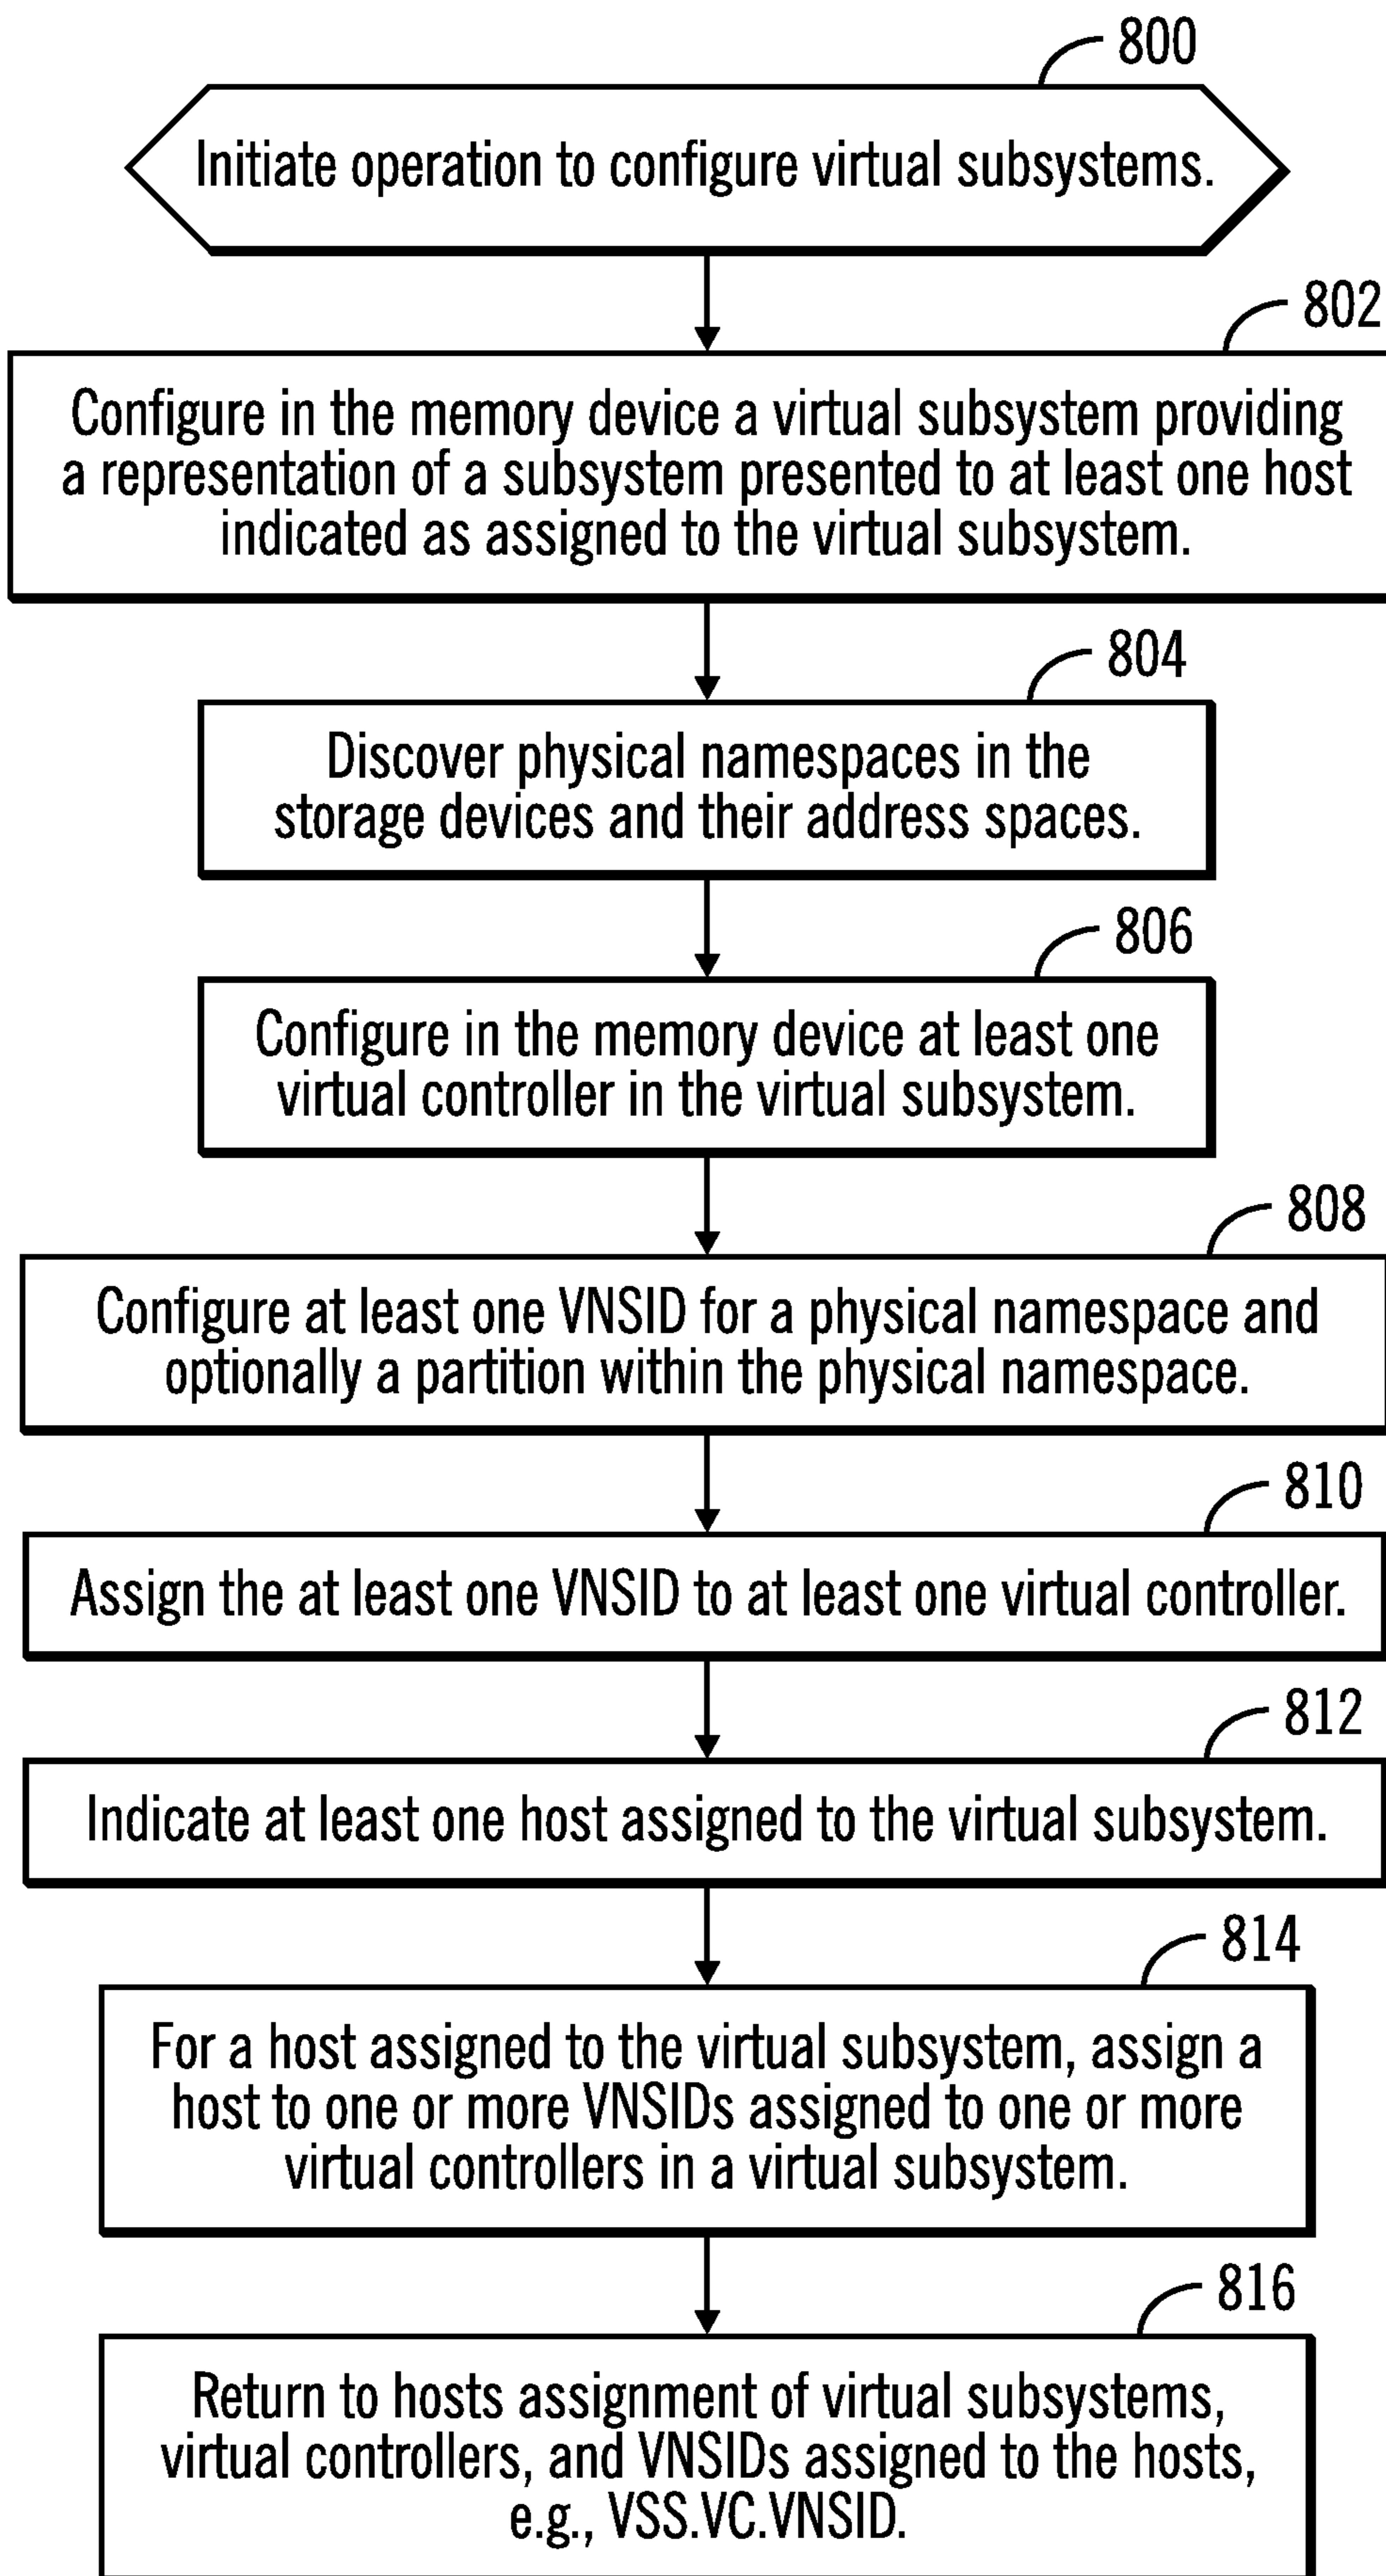 800
Initiate operation to configure virtual subsystems.
802
Configure in the memory device a virtual subsystem providing
a representation of a subsystem presented to at least one host
indicated as assigned to the virtual subsystem.
804
Discover physical namespaces in the
storage devices and their address spaces.
806
Configure in the memory device at least one
virtual controller in the virtual subsystem.
808
Configure at least one VNSID for a physical namespace and
optionally a partition within the physical namespace.
810
Assign the at least one VNSID to at least one virtual controller.
812
Indicate at least one host assigned to the virtual subsystem.
814
For a host assigned to the virtual subsystem, assign a
host to one or more VNSIDs assigned to one or more
virtual controllers in a virtual subsystem.
816
Return to hosts assignment of virtual subsystems,
virtual controllers, and VNSIDs assigned to the hosts,
e.g., VSS.VC.VNSID.